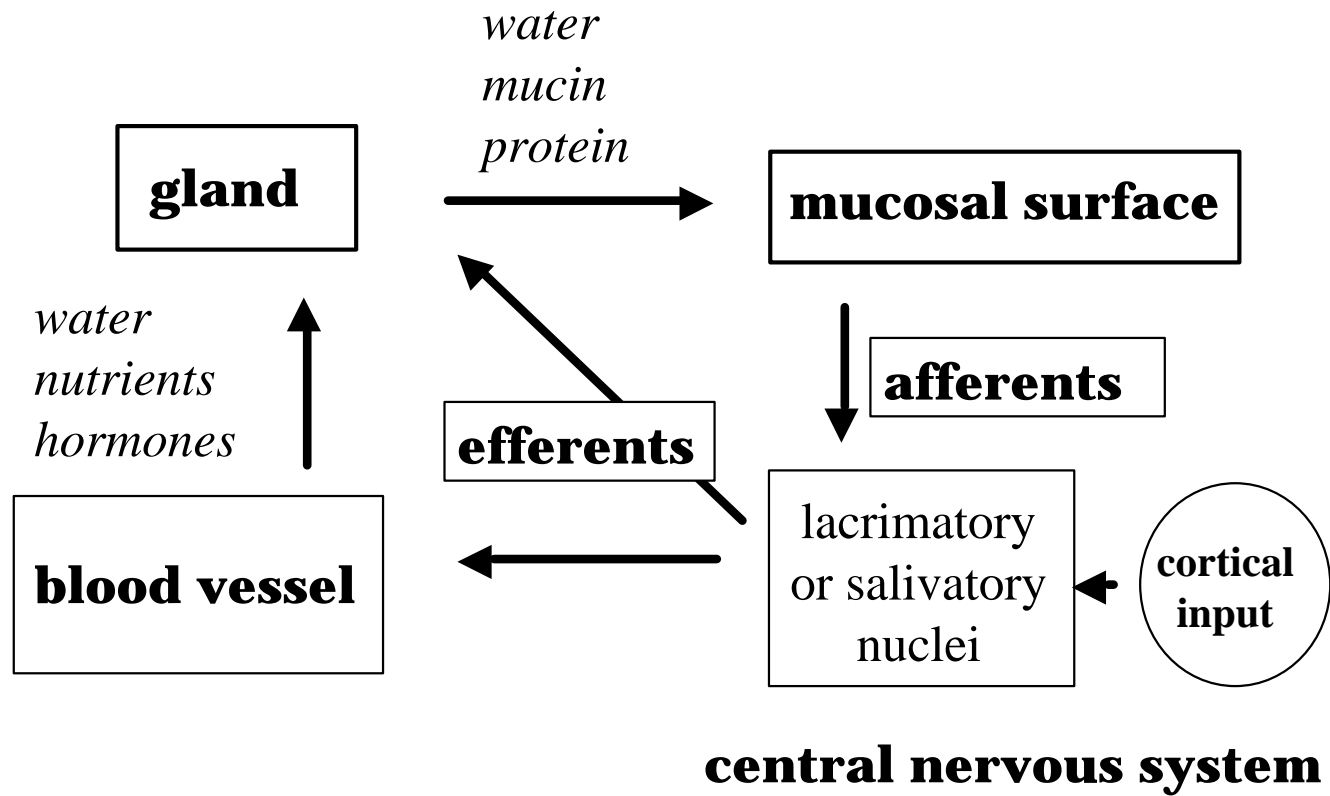 water
mucin
protein
gland
mucosal surface
water
nutrients
hormones
afferents
efferents
lacrimatory
or salivatory
nuclei
cortical
input
blood vessel
central nervous system